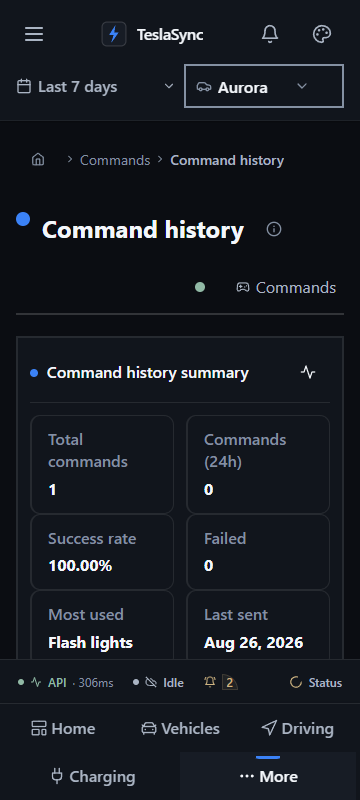 TeslaSync
Last 7 days
Aurora
Commands
Command history
Command history
Commands
Command history summary
Total commands
1
Commands (24h)
0
Success rate
100.00%
Failed
0
Most used
Flash lights
Last sent
Aug 26, 2026
API · 306ms
Idle
2
Status
Home
Vehicles
Driving
Charging
More